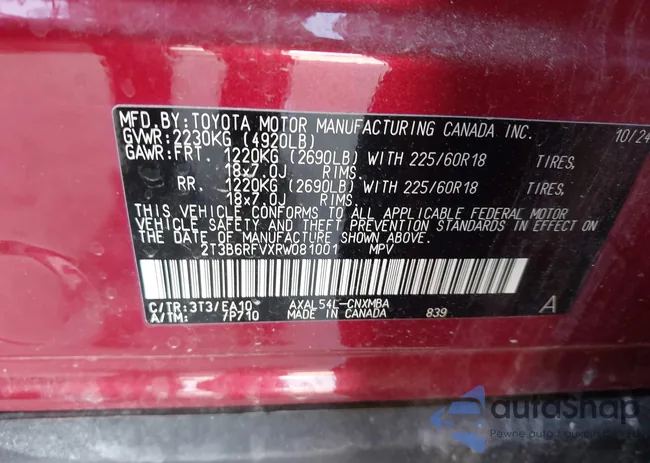 MFD.BY:TOYOTA MOTOR MANUFACTURING CANADA INC. 10/24
GVWR:2230KG (4920LB)
GAWR:FRT. 1220KG (2690LB) WITH 225/60R18 TIRES,
18x7.0J RIMS.
RR. 1220KG (2690LB) WITH 225/60R18 TIRES,
18x7.0J RIMS.
THIS VEHICLE CONFORMS TO ALL APPLICABLE FEDERAL MOTOR
VEHICLE SAFETY AND THEFT PREVENTION STANDARDS IN EFFECT ON
THE DATE OF MANUFACTURE SHOWN ABOVE.
2T3B6RFVXRW081001 MPV
C/TR:3T3/EA10 AXAL54L-CNXMBA A
A/TM: 7P710 MADE IN CANADA 839
autaShop
Pewne auto